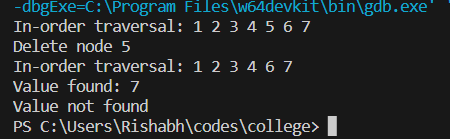 -dbgExe=C:\Program Files\w64devkit\bin\gdb.exe'
In-order traversal: 1 2 3 4 5 6 7
Delete node 5
In-order traversal: 1 2 3 4 6 7
Value found: 7
Value not found
PS C:\Users\Rishabh\codes\college>